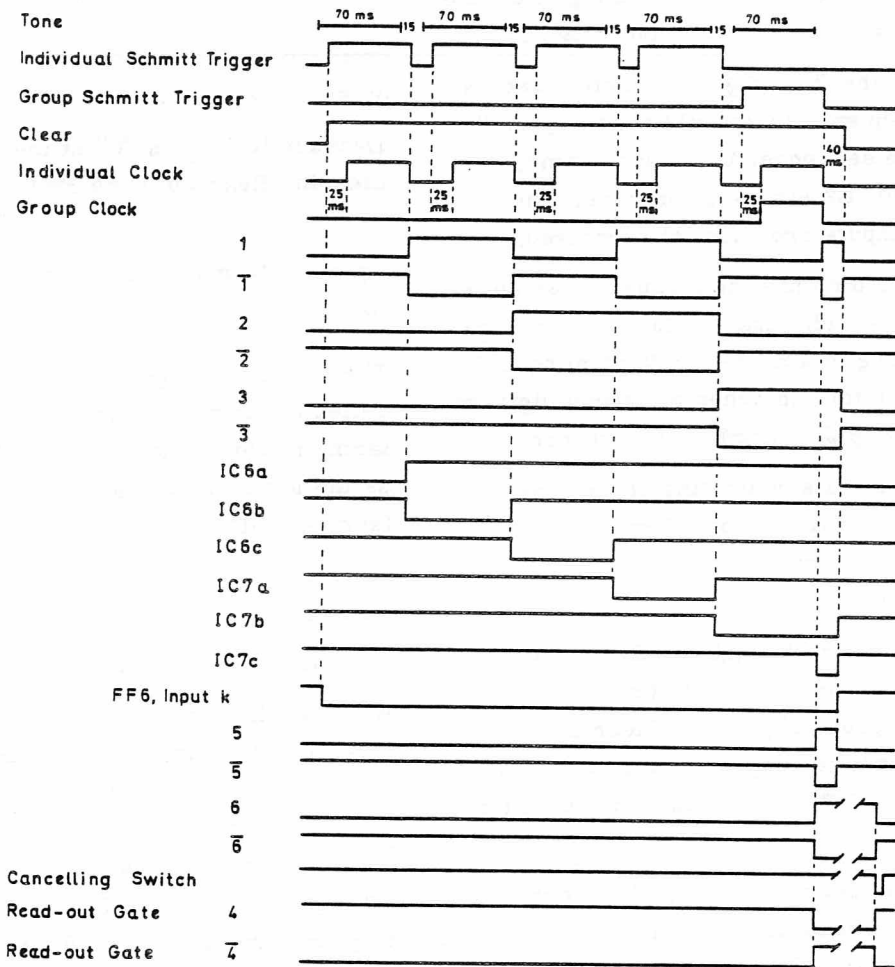 Tone 70 ms 15 70 ms 15 70 ms 15 70 ms 15 70 ms
Individual Schmitt Trigger
Group Schmitt Trigger
Clear
40 ms
Individual Clock
25 ms 25 ms 25 ms 25 ms 25 ms
Group Clock
1
1̅
2
2̅
3
3̅
IC6a
IC6b
IC6c
IC7a
IC7b
IC7c
FF6, Input k
5
5̅
6
6̅
Cancelling Switch
Read-out Gate 4
Read-out Gate 4̅